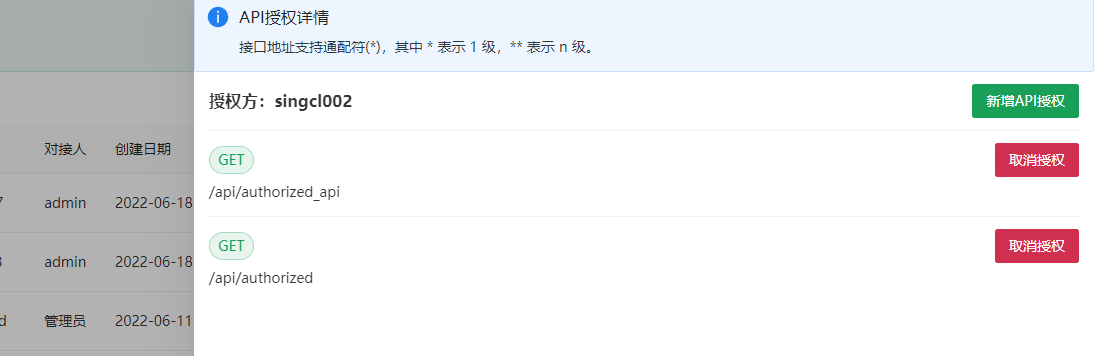 API授权详情
接口地址支持通配符(*)，其中 * 表示 1 级，** 表示 n 级。
授权方：singcl002
新增API授权
对接人 创建日期
GET
取消授权
/api/authorized_api
7 admin 2022-06-18
GET
取消授权
admin 2022-06-18
/api/authorized
d 管理员 2022-06-11